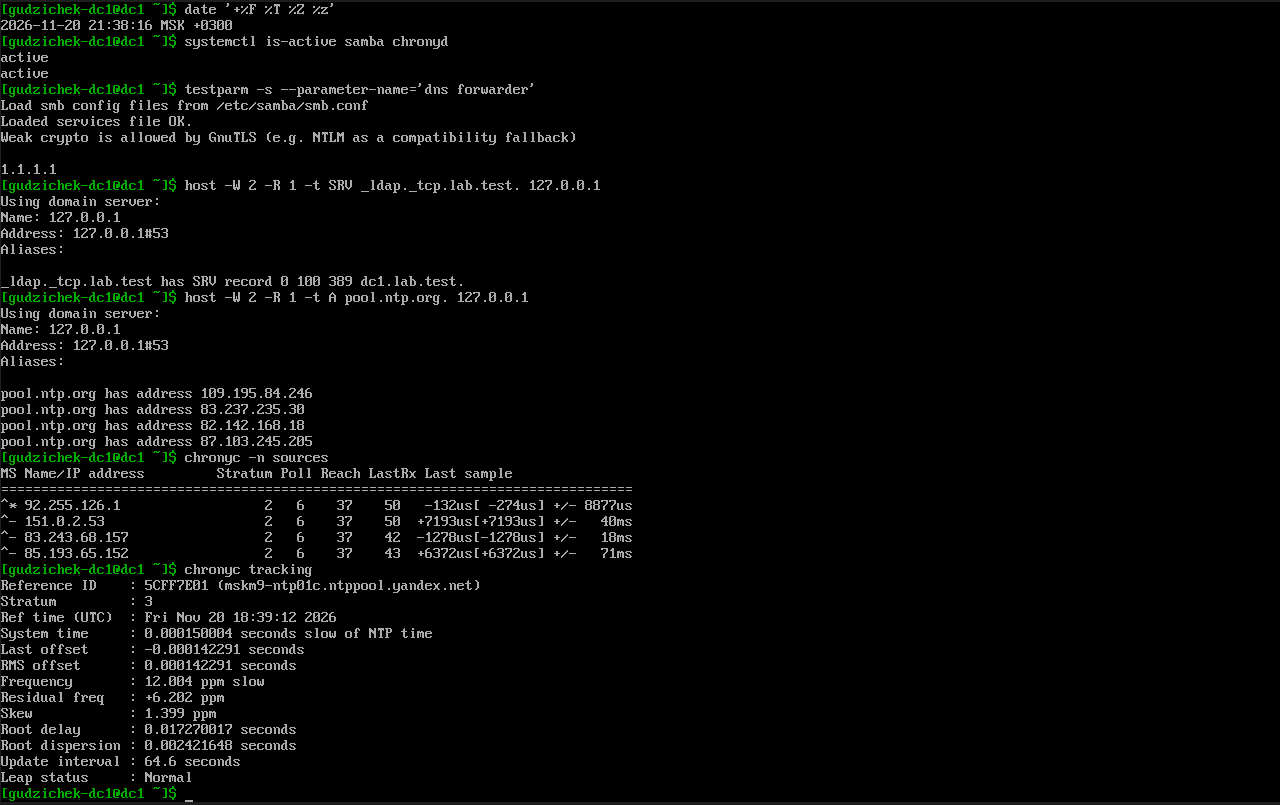 [gudzichek-dc1@dc1 ~]$ date '+%F %T %Z %z'
2026-11-20 21:38:16 MSK +0300
[gudzichek-dc1@dc1 ~]$ systemctl is-active samba chronyd
active
active
[gudzichek-dc1@dc1 ~]$ testparm -s --parameter-name='dns forwarder'
Load smb config files from /etc/samba/smb.conf
Loaded services file OK.
Weak crypto is allowed by GnuTLS (e.g. NTLM as a compatibility fallback)

1.1.1.1
[gudzichek-dc1@dc1 ~]$ host -W 2 -R 1 -t SRV _ldap._tcp.lab.test. 127.0.0.1
Using domain server:
Name: 127.0.0.1
Address: 127.0.0.1#53
Aliases:

_ldap._tcp.lab.test has SRV record 0 100 389 dc1.lab.test.
[gudzichek-dc1@dc1 ~]$ host -W 2 -R 1 -t A pool.ntp.org. 127.0.0.1
Using domain server:
Name: 127.0.0.1
Address: 127.0.0.1#53
Aliases:

pool.ntp.org has address 109.195.84.246
pool.ntp.org has address 83.237.235.30
pool.ntp.org has address 82.142.168.18
pool.ntp.org has address 87.103.245.205
[gudzichek-dc1@dc1 ~]$ chronyc -n sources
MS Name/IP address         Stratum Poll Reach LastRx Last sample
===============================================================================
^* 92.255.126.1                  2   6    37    50   -132us[ -274us] +/- 8877us
^- 151.0.2.53                    2   6    37    50  +7193us[+7193us] +/-   40ms
^- 83.243.68.157                 2   6    37    42  -1278us[-1278us] +/-   18ms
^- 85.193.65.152                 2   6    37    43  +6372us[+6372us] +/-   71ms
[gudzichek-dc1@dc1 ~]$ chronyc tracking
Reference ID    : 5CFF7E01 (mskm9-ntp01c.ntppool.yandex.net)
Stratum         : 3
Ref time (UTC)  : Fri Nov 20 18:39:12 2026
System time     : 0.000150004 seconds slow of NTP time
Last offset     : -0.000142291 seconds
RMS offset      : 0.000142291 seconds
Frequency       : 12.004 ppm slow
Residual freq   : +6.202 ppm
Skew            : 1.399 ppm
Root delay      : 0.017270017 seconds
Root dispersion : 0.002421648 seconds
Update interval : 64.6 seconds
Leap status     : Normal
[gudzichek-dc1@dc1 ~]$ _